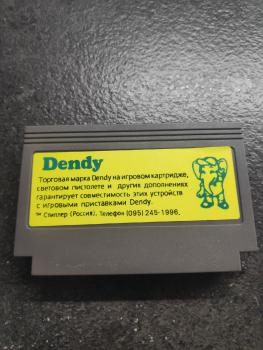 Dendy
Торговая марка Dendy на игровом картридже,
световом пистолете и других дополнениях
гарантирует совместимость этих устройств
с игровыми приставками Dendy.
™ Стиплер (Россия). Телефон (095) 245-1996.